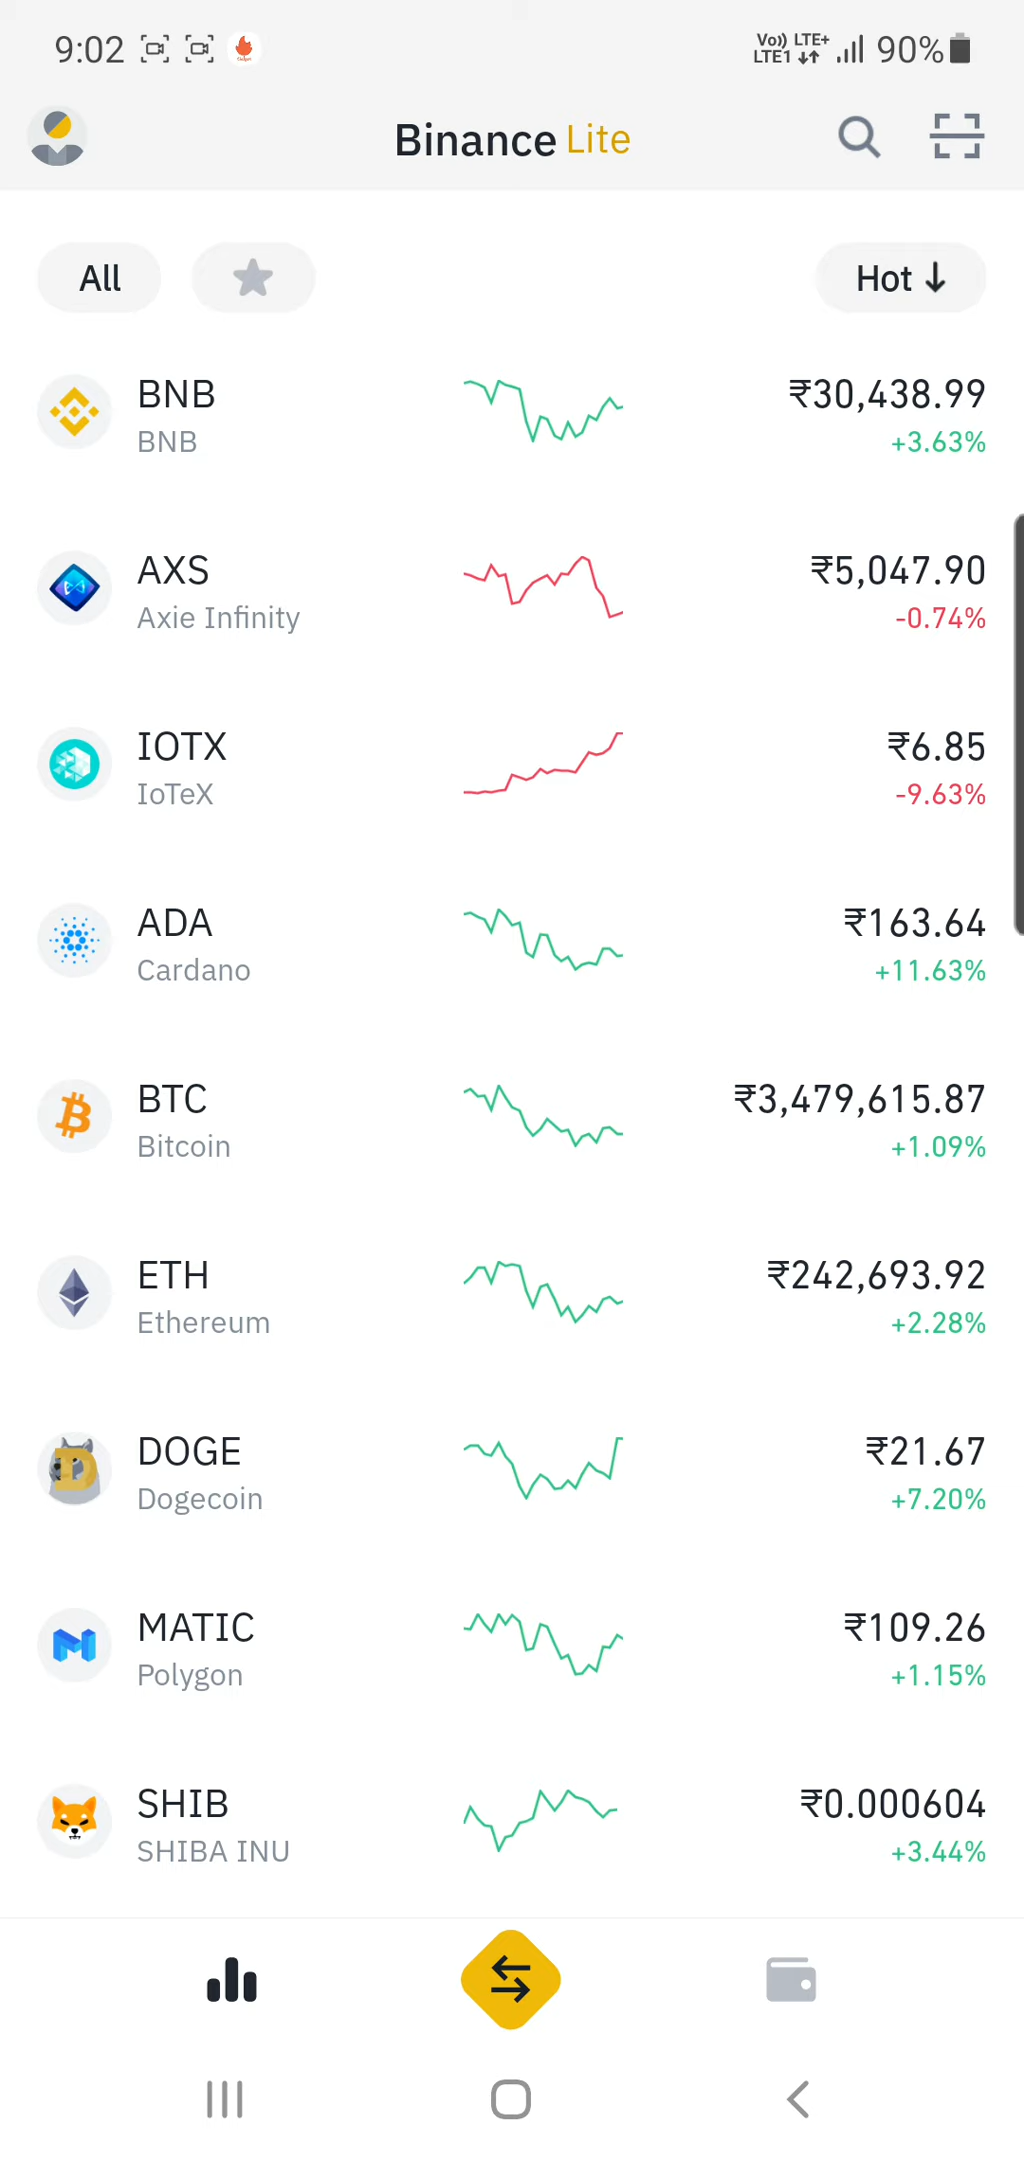 9:02
Vo)) LTE+
LTE1
90%
Binance Lite
All
Hot ↓
BNB
₹30,438.99
BNB
+3.63%
AXS
₹5,047.90
Axie Infinity
-0.74%
IOTX
₹6.85
IoTeX
-9.63%
ADA
₹163.64
Cardano
+11.63%
BTC
₹3,479,615.87
Bitcoin
+1.09%
ETH
₹242,693.92
Ethereum
+2.28%
DOGE
₹21.67
Dogecoin
+7.20%
MATIC
₹109.26
Polygon
+1.15%
SHIB
₹0.000604
SHIBA INU
+3.44%